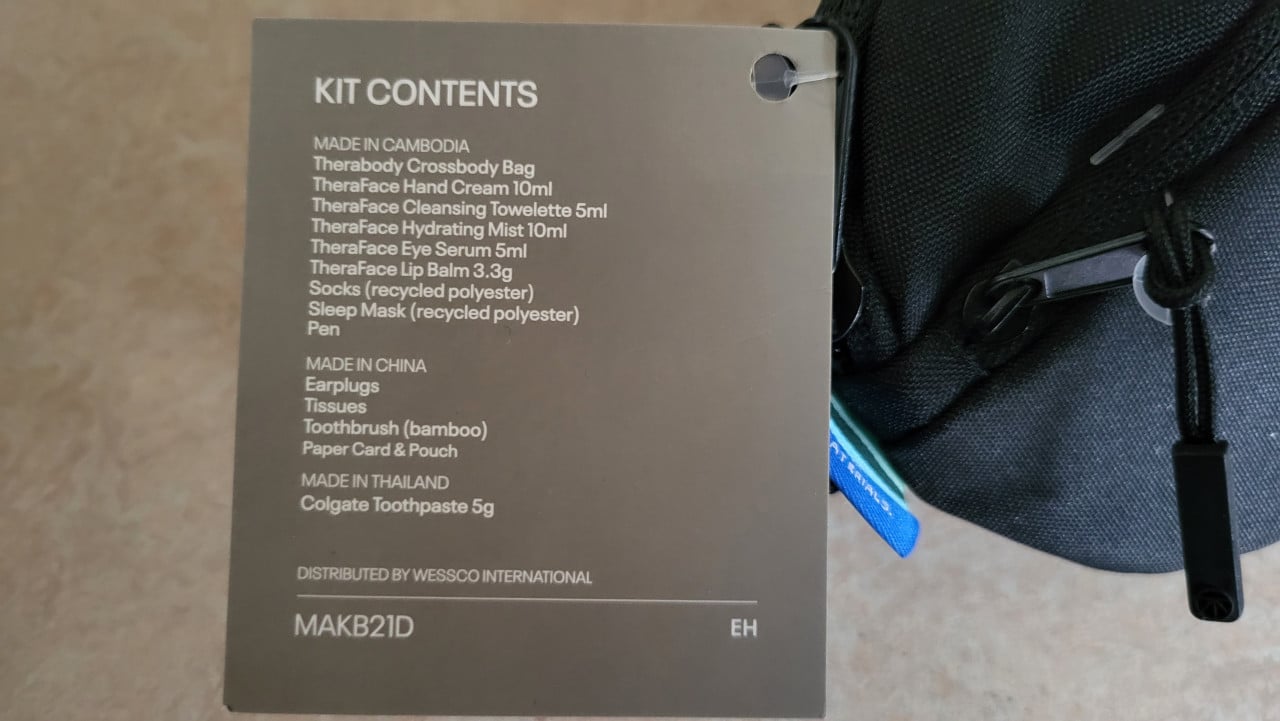 KIT CONTENTS
MADE IN CAMBODIA
Therabody Crossbody Bag
TheraFace Hand Cream 10ml
TheraFace Cleansing Towelette 5ml
TheraFace Hydrating Mist 10ml
TheraFace Eye Serum 5ml
TheraFace Lip Balm 3.3g
Socks (recycled polyester)
Sleep Mask (recycled polyester)
Pen
MADE IN CHINA
Earplugs
Tissues
Toothbrush (bamboo)
Paper Card & Pouch
MADE IN THAILAND
Colgate Toothpaste 5g
DISTRIBUTED BY WESSCO INTERNATIONAL
MAKB21D EH